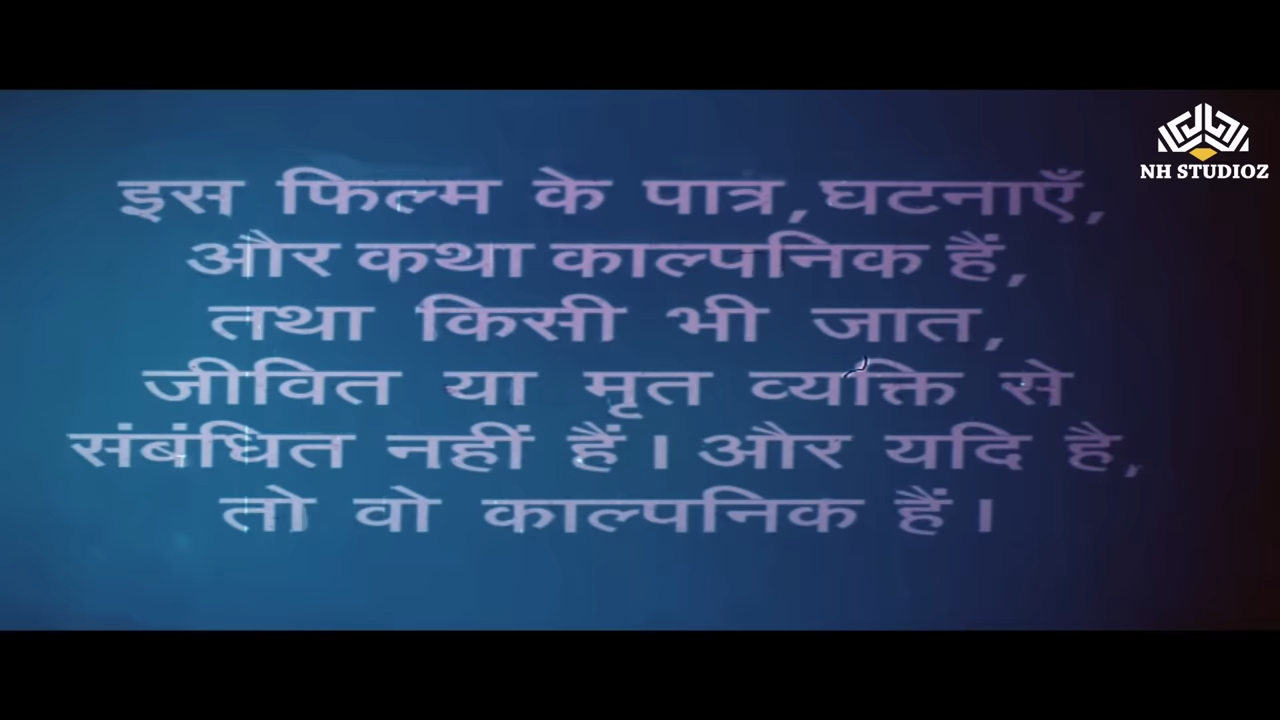 NH STUDIOZ
इस फिल्म के पात्र, घटनाएँ,
और कथा काल्पनिक हैं,
तथा किसी भी जात,
जीवित या मृत व्यक्ति से
संबंधित नहीं हैं। और यदि है,
तो वो काल्पनिक हैं।